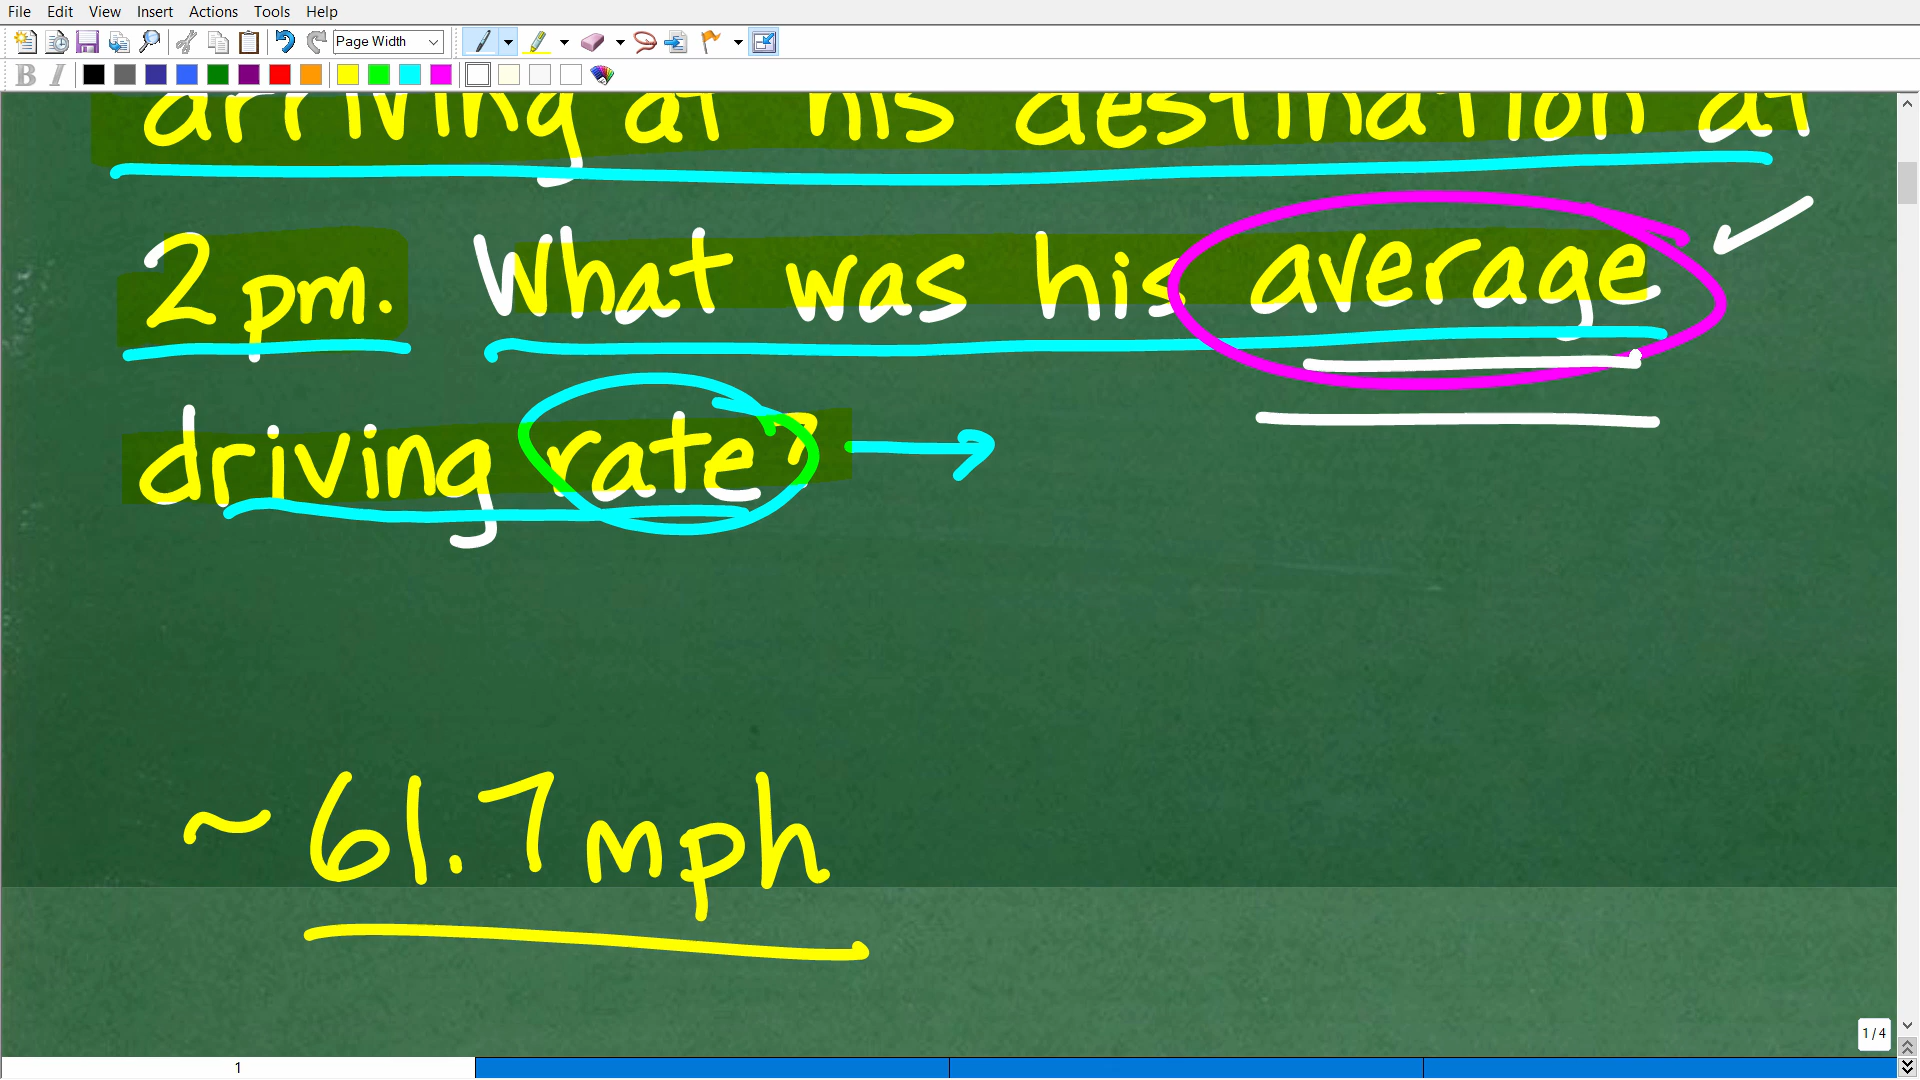 File Edit View Insert Actions Tools Help
Page Width
B I
arriving at his destination at
2 pm. What was his average
driving rate?
~ 61.7 mph
1 / 4
1